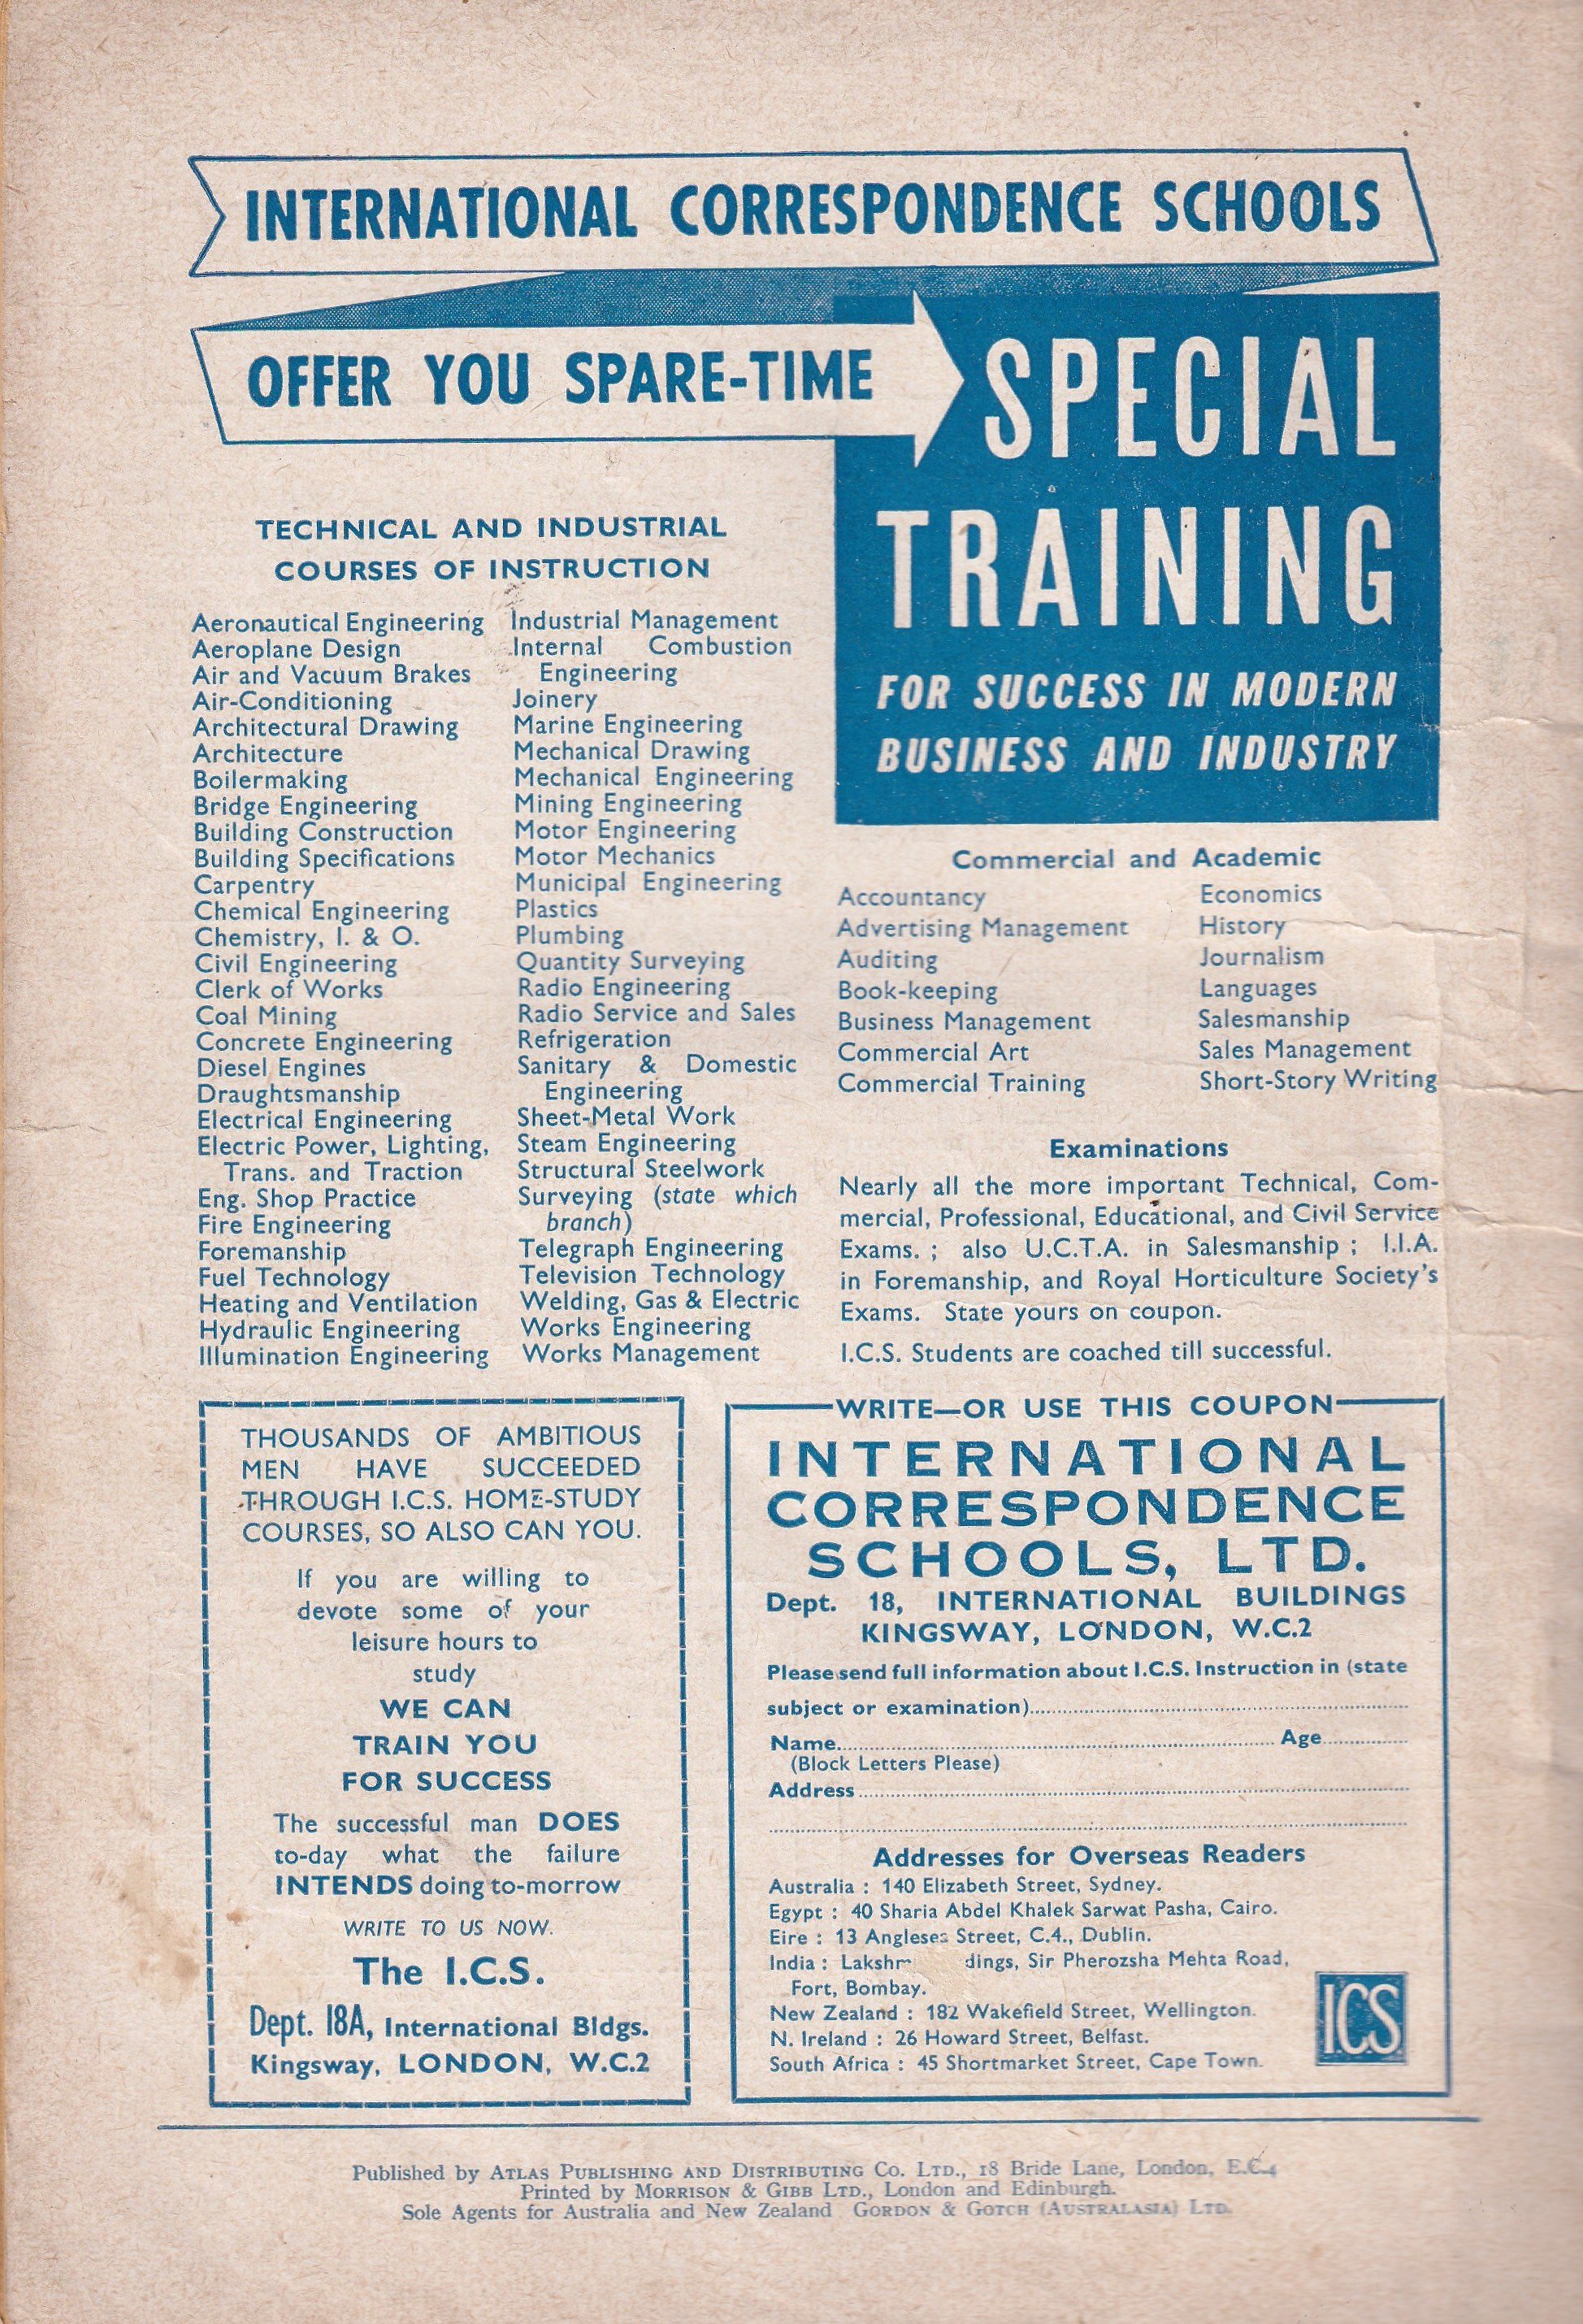 INTERNATIONAL CORRESPONDENCE SCHOOLS
OFFER YOU SPARE-TIME
SPECIAL
TRAINING
FOR SUCCESS IN MODERN
BUSINESS AND INDUSTRY
TECHNICAL AND INDUSTRIAL
COURSES OF INSTRUCTION
Aeronautical Engineering
Aeroplane Design
Air and Vacuum Brakes
Air-Conditioning
Architectural Drawing
Architecture
Boilermaking
Bridge Engineering
Building Construction
Building Specifications
Carpentry
Chemical Engineering
Chemistry, I. & O.
Civil Engineering
Clerk of Works
Coal Mining
Concrete Engineering
Diesel Engines
Draughtsmanship
Electrical Engineering
Electric Power, Lighting,
Trans. and Traction
Eng. Shop Practice
Fire Engineering
Foremanship
Fuel Technology
Heating and Ventilation
Hydraulic Engineering
Illumination Engineering
Industrial Management
Internal Combustion
Engineering
Joinery
Marine Engineering
Mechanical Drawing
Mechanical Engineering
Mining Engineering
Motor Engineering
Motor Mechanics
Municipal Engineering
Plastics
Plumbing
Quantity Surveying
Radio Engineering
Radio Service and Sales
Refrigeration
Sanitary & Domestic
Engineering
Sheet-Metal Work
Steam Engineering
Structural Steelwork
Surveying (state which
branch)
Telegraph Engineering
Television Technology
Welding, Gas & Electric
Works Engineering
Works Management
Commercial and Academic
Accountancy
Advertising Management
Auditing
Book-keeping
Business Management
Commercial Art
Commercial Training
Economics
History
Journalism
Languages
Salesmanship
Sales Management
Short-Story Writing
Examinations
Nearly all the more important Technical, Com-
mercial, Professional, Educational, and Civil Service
Exams. ; also U.C.T.A. in Salesmanship ; I.I.A.
in Foremanship, and Royal Horticulture Society's
Exams. State yours on coupon.
I.C.S. Students are coached till successful.
THOUSANDS OF AMBITIOUS
MEN HAVE SUCCEEDED
THROUGH I.C.S. HOME-STUDY
COURSES, SO ALSO CAN YOU.
If you are willing to
devote some of your
leisure hours to
study
WE CAN
TRAIN YOU
FOR SUCCESS
The successful man DOES
to-day what the failure
INTENDS doing to-morrow
WRITE TO US NOW.
The I.C.S.
Dept. 18A, International Bldgs.
Kingsway, LONDON, W.C.2
WRITE—OR USE THIS COUPON
INTERNATIONAL
CORRESPONDENCE
SCHOOLS, LTD.
Dept. 18, INTERNATIONAL BUILDINGS
KINGSWAY, LONDON, W.C.2
Please send full information about I.C.S. Instruction in (state
subject or examination)
Name Age
(Block Letters Please)
Address
Addresses for Overseas Readers
Australia : 140 Elizabeth Street, Sydney.
Egypt : 40 Sharia Abdel Khalek Sarwat Pasha, Cairo.
Eire : 13 Anglesea Street, C.4., Dublin.
India : Sir Pherozsha Mehta Road,
Fort, Bombay.
New Zealand : 182 Wakefield Street, Wellington.
N. Ireland : 26 Howard Street, Belfast.
South Africa : 45 Shortmarket Street, Cape Town.
ICS
Published by ATLAS PUBLISHING AND DISTRIBUTING CO. LTD., 18 Bride Lane, London, E.C.4
Printed by MORRISON & GIBB LTD., London and Edinburgh.
Sole Agents for Australia and New Zealand GORDON & GOTCH (AUSTRALASIA) LTD.